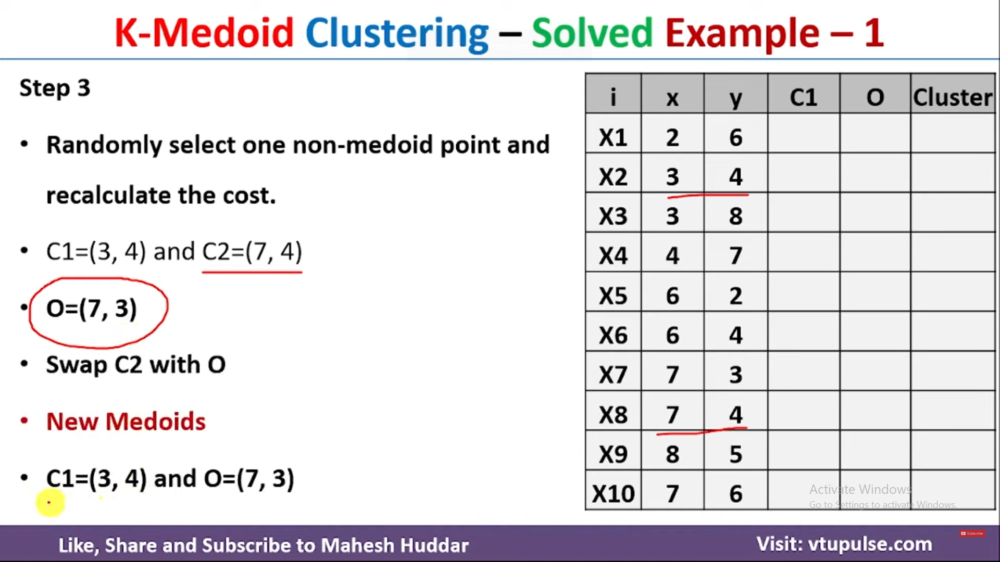 K-Medoid Clustering – Solved Example – 1
Step 3
• Randomly select one non-medoid point and
recalculate the cost.
• C1=(3, 4) and C2=(7, 4)
• O=(7, 3)
• Swap C2 with O
• New Medoids
• C1=(3, 4) and O=(7, 3)
i x y C1 O Cluster
X1 2 6
X2 3 4
X3 3 8
X4 4 7
X5 6 2
X6 6 4
X7 7 3
X8 7 4
X9 8 5
X10 7 6
Activate Windows
Go to Settings to activate Windows.
Subscribe
Like, Share and Subscribe to Mahesh Huddar
Visit: vtupulse.com